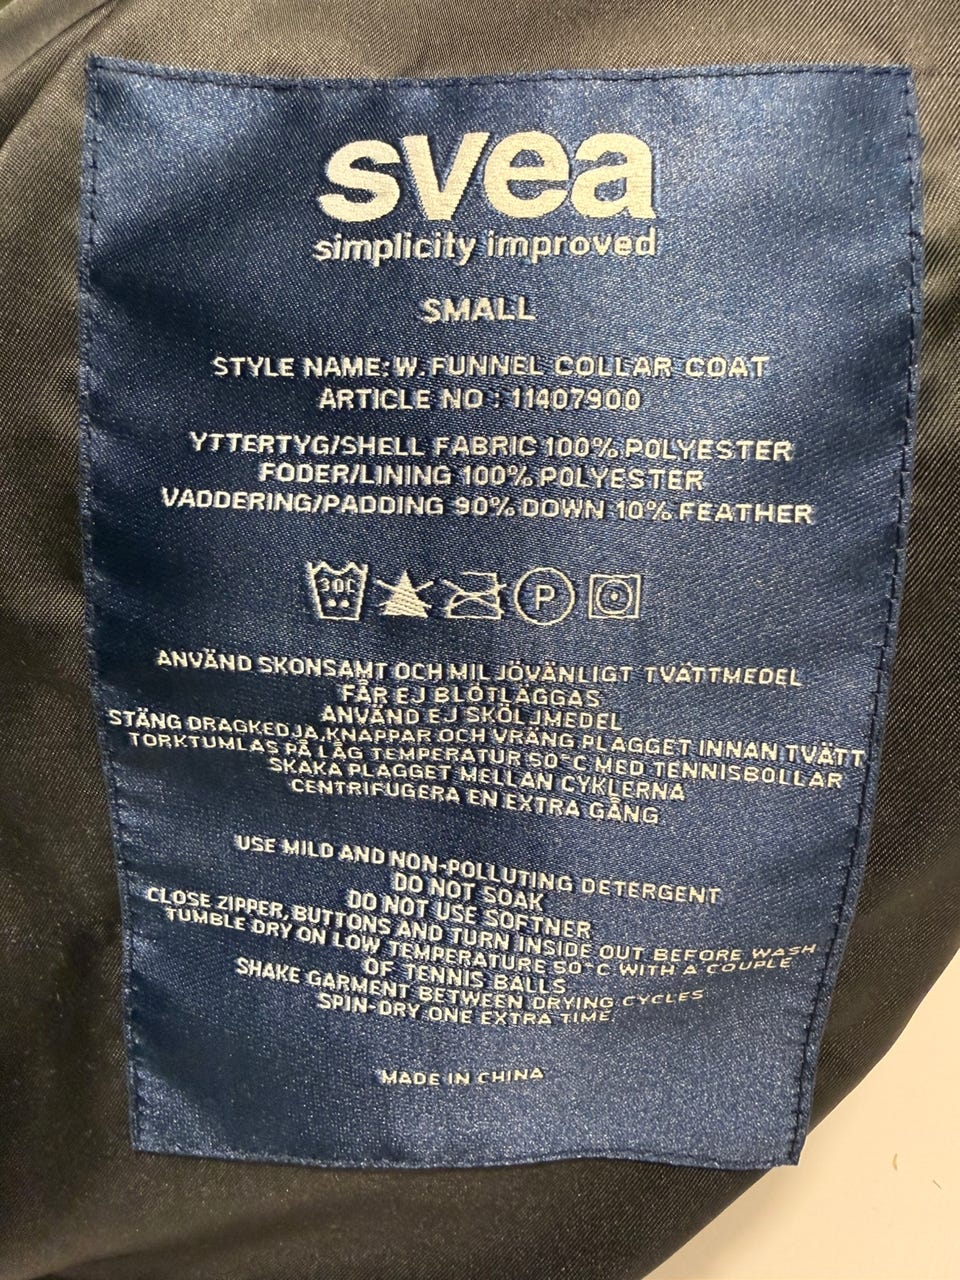 svea
simplicity improved
SMALL
STYLE NAME:W.FUNNEL COLLAR COAT
ARTICLE NO : 11407900
YTTERTYG/SHELL FABRIC 100% POLYESTER
FODER/LINING 100% POLYESTER
VADDERING/PADDING 90% DOWN 10% FEATHER
30C P
ANVÄND SKONSAMT OCH MILJÖVÄNLIGT TVÄTTMEDEL
FÅR EJ BLÖTLÄGGAS
ANVÄND EJ SKÖLJMEDEL
STÄNG DRAGKEDJA,KNAPPAR OCH VRÄNG PLAGGET INNAN TVÄTT
TORKTUMLAS PÅ LÅG TEMPERATUR 50°C MED TENNISBOLLAR
SKAKA PLAGGET MELLAN CYKLERNA
CENTRIFUGERA EN EXTRA GÅNG
USE MILD AND NON-POLLUTING DETERGENT
DO NOT SOAK
DO NOT USE SOFTNER
CLOSE ZIPPER, BUTTONS AND TURN INSIDE OUT BEFORE WASH
TUMBLE DRY ON LOW TEMPERATURE 50°C WITH A COUPLE
OF TENNIS BALLS
SHAKE GARMENT BETWEEN DRYING CYCLES
SPIN-DRY ONE EXTRA TIME.
MADE IN CHINA